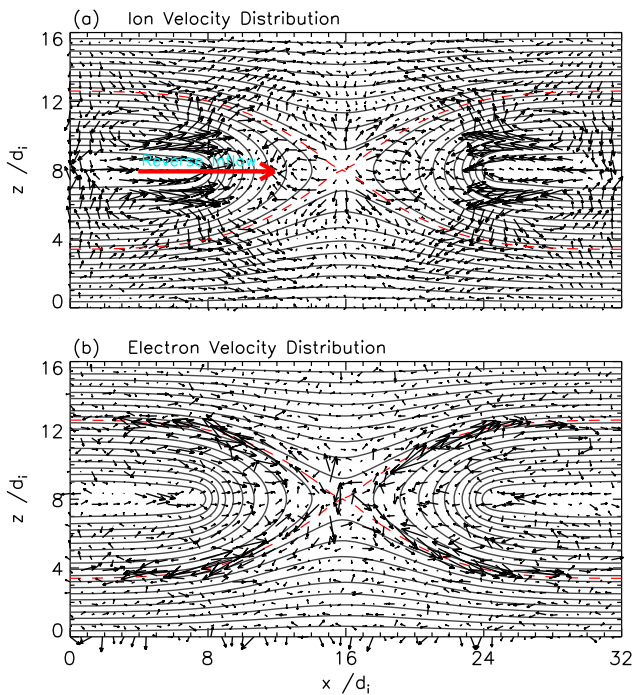 (a) Ion Velocity Distribution
16
12
8
4
0
z /di
Reverse Inflow
(b) Electron Velocity Distribution
16
12
8
4
0
z /di
0 8 16 24 32
x /di